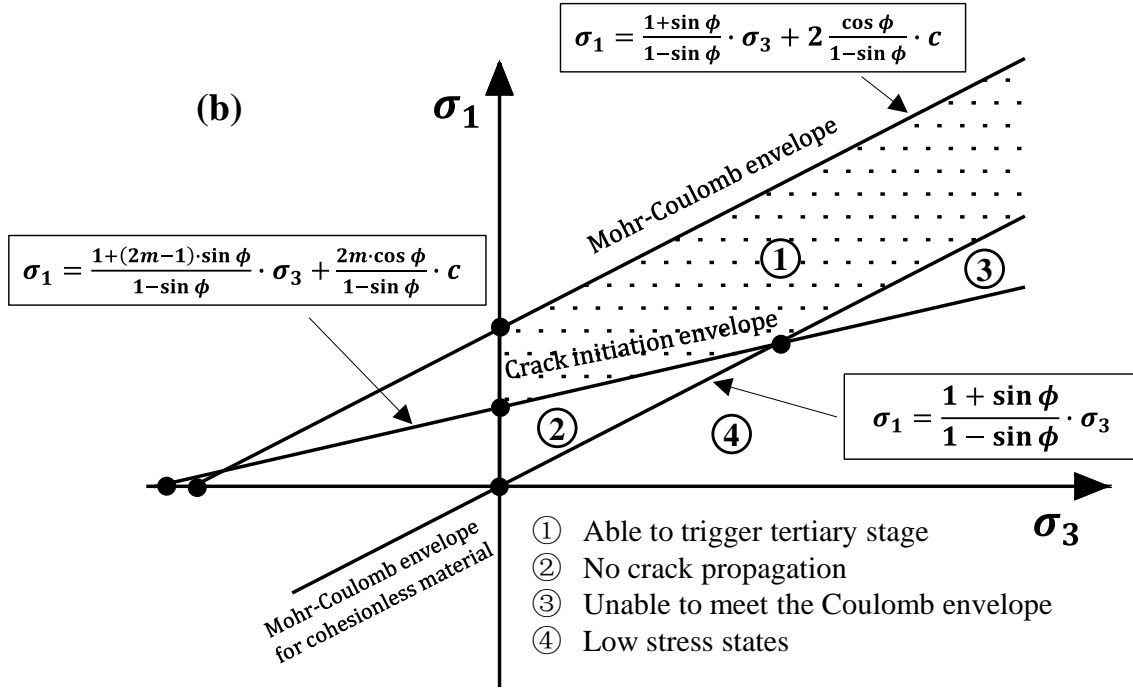 σ₁ = (1+sin ϕ)/(1−sin ϕ) · σ₃ + 2 (cos ϕ)/(1−sin ϕ) · c
(b)
σ₁
Mohr-Coulomb envelope
σ₁ = (1+(2m−1)·sin ϕ)/(1−sin ϕ) · σ₃ + (2m·cos ϕ)/(1−sin ϕ) · c
①
③
Crack initiation envelope
②
④
σ₁ = (1 + sin ϕ)/(1 − sin ϕ) · σ₃
σ₃
Mohr-Coulomb envelope
for cohesionless material
① Able to trigger tertiary stage
② No crack propagation
③ Unable to meet the Coulomb envelope
④ Low stress states